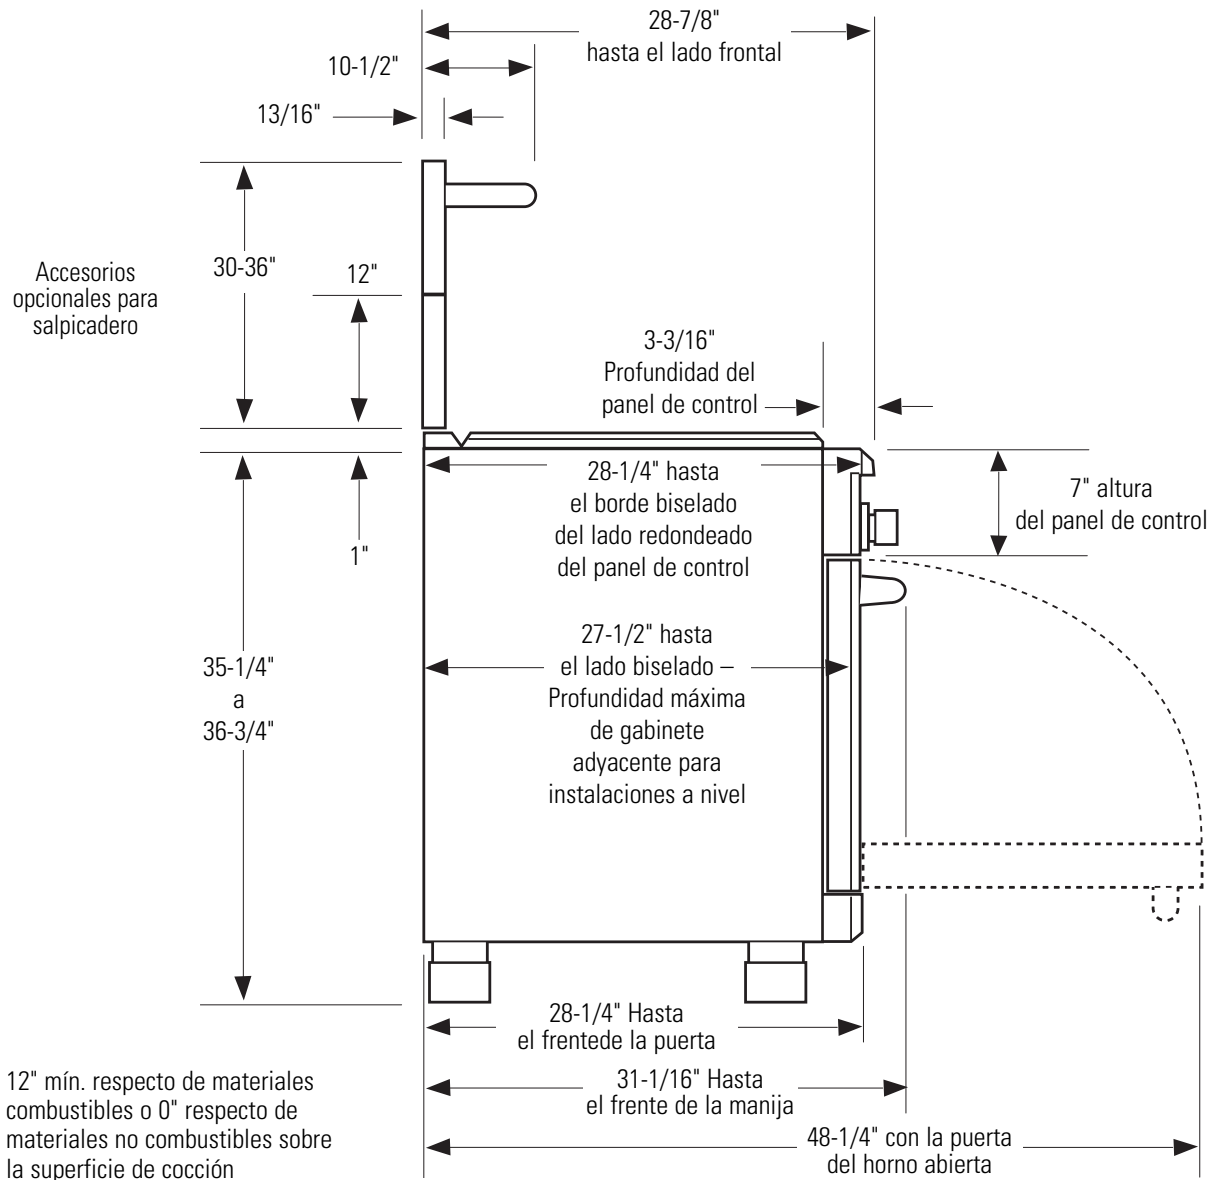 28-7/8"
hasta el lado frontal
10-1/2"
13/16"
30-36"
12"
Accesorios
opcionales para
salpicadero
3-3/16"
Profundidad del
panel de control
28-1/4" hasta
el borde biselado
del lado redondeado
del panel de control
7" altura
del panel de control
1"
27-1/2" hasta
el lado biselado –
Profundidad máxima
de gabinete
adyacente para
instalaciones a nivel
35-1/4"
a
36-3/4"
28-1/4" Hasta
el frentede la puerta
31-1/16" Hasta
el frente de la manija
12" mín. respecto de materiales
combustibles o 0" respecto de
materiales no combustibles sobre
la superficie de cocción
48-1/4" con la puerta
del horno abierta